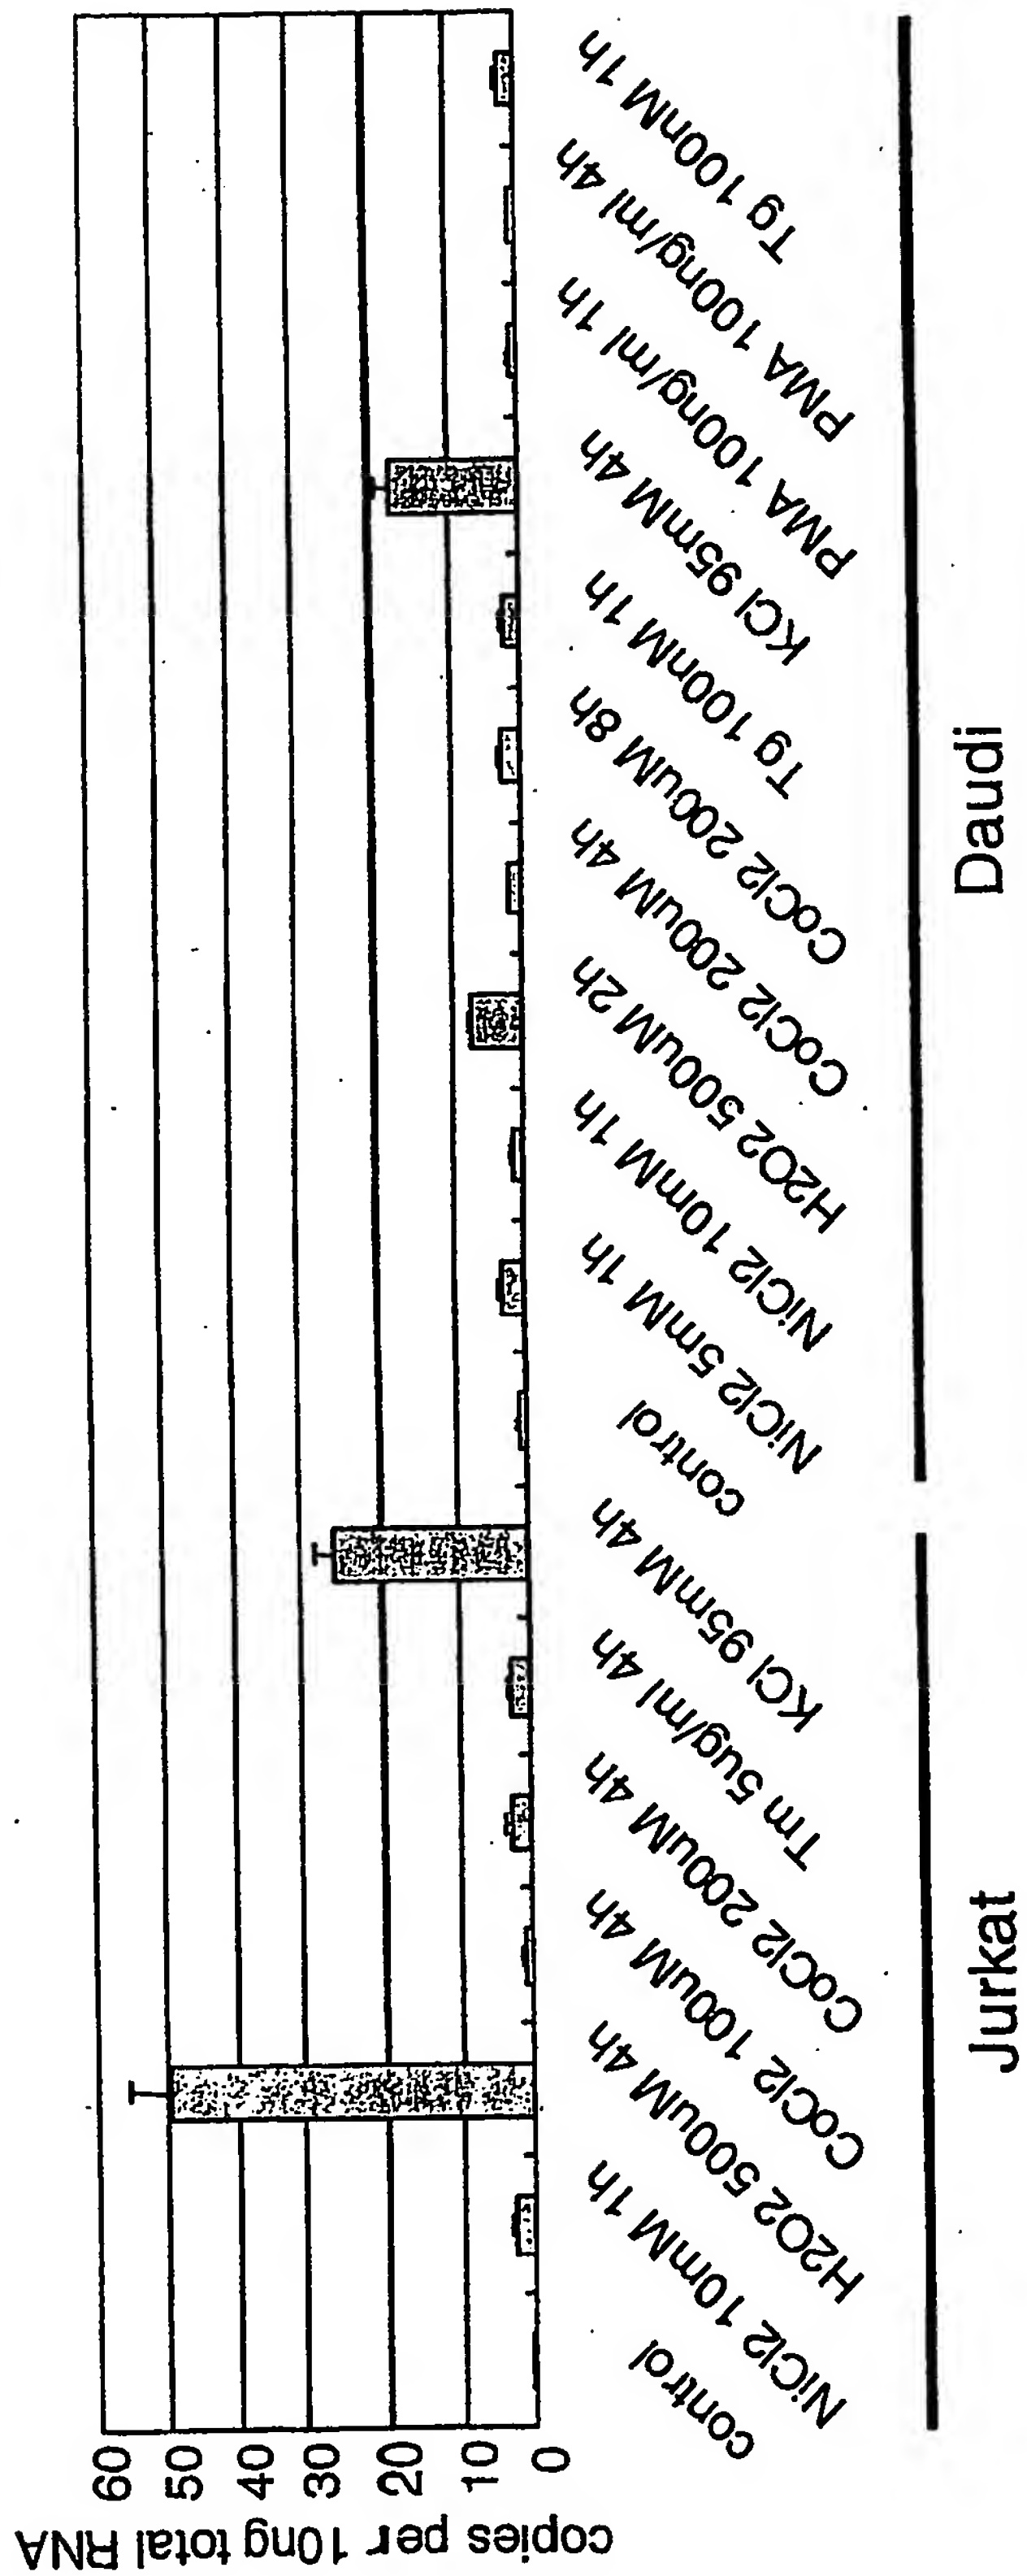 copies per 10ng total RNA
60
50
40
30
20
10
0
control
NiCl2 10mM 1h
H2O2 500uM 4h
CoCl2 100uM 4h
CoCl2 200uM 4h
Tm 5ug/ml 4h
KCl 95mM 4h
control
NiCl2 5mM 1h
NiCl2 10mM 1h
H2O2 500uM 2h
CoCl2 200uM 4h
CoCl2 200uM 8h
Tg 100nM 1h
KCl 95mM 4h
PMA 100ng/ml 1h
PMA 100ng/ml 4h
Tg 100nM 1h
Jurkat
Daudi